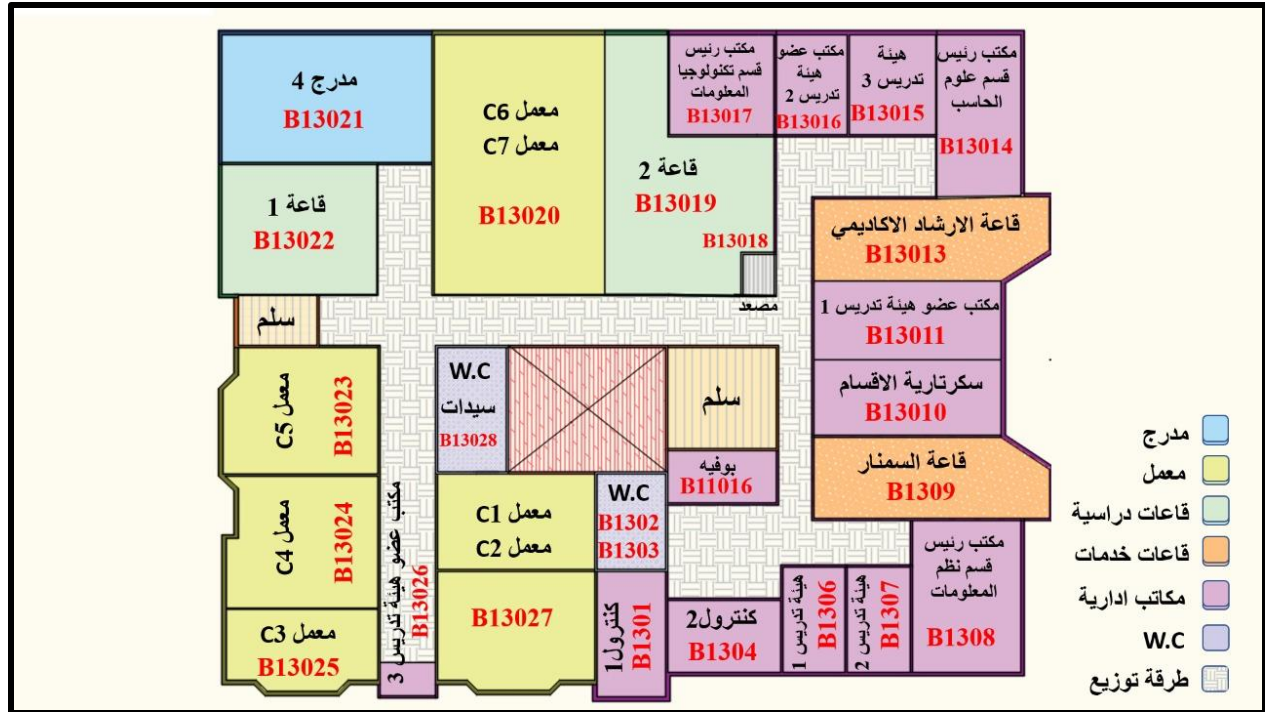 مدرج 4
B13021
معمل C6
معمل C7
B13020
قاعة 2
B13019
B13018
مصعد
مكتب رئيس
قسم تكنولوجيا
المعلومات
B13017
مكتب عضو
هيئة
تدريس 2
B13016
هيئة
تدريس 3
B13015
مكتب رئيس
قسم علوم
الحاسب
B13014
قاعة 1
B13022
قاعة الارشاد الاكاديمي
B13013
سلم
مكتب عضو هيئة تدريس 1
B13011
معمل C5
B13023
W.C
سيدات
B13028
سلم
سكرتارية الاقسام
B13010
بوفيه
B11016
قاعة السمنار
B1309
معمل C4
B13024
مكتب عضو هيئة تدريس 3
B13026
معمل C1
معمل C2
W.C
B1302
B1303
معمل C3
B13025
B13027
كنترول1
B1301
كنترول2
B1304
هيئة تدريس 1
B1306
هيئة تدريس 2
B1307
مكتب رئيس
قسم نظم
المعلومات
B1308
مدرج
معمل
قاعات دراسية
قاعات خدمات
مكاتب ادارية
W.C
طرقة توزيع